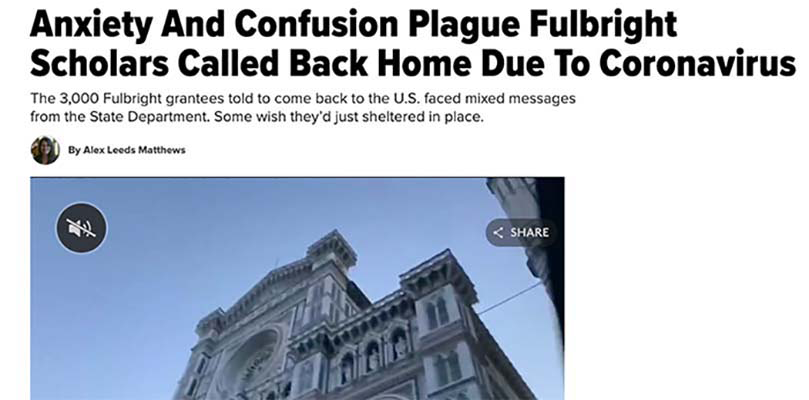 Anxiety And Confusion Plague Fulbright
Scholars Called Back Home Due To Coronavirus
The 3,000 Fulbright grantees told to come back to the U.S. faced mixed messages
from the State Department. Some wish they'd just sheltered in place.
By Alex Leeds Matthews
SHARE